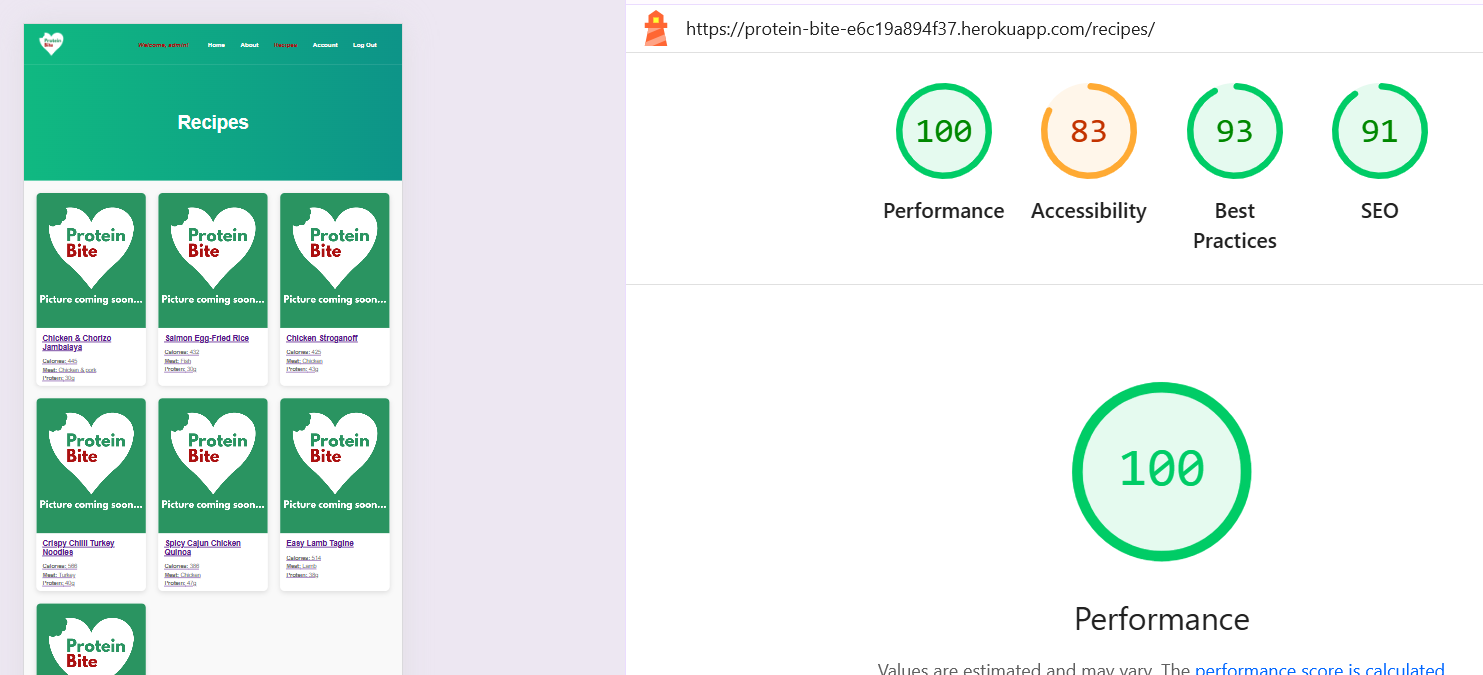 Protein
Bite
Welcome, admin!
Home
About
Recipes
Account
Log Out
Recipes
Protein
Bite
Picture coming soon...
Chicken & Chorizo
Jambalaya
Calories: 445
Meat: Chicken & pork
Protein: 30g
Protein
Bite
Picture coming soon...
Salmon Egg-Fried Rice
Calories: 432
Meat: Fish
Protein: 30g
Protein
Bite
Picture coming soon...
Chicken Stroganoff
Calories: 425
Meat: Chicken
Protein: 43g
Protein
Bite
Picture coming soon...
Crispy Chilli Turkey
Noodles
Calories: 566
Meat: Turkey
Protein: 40g
Protein
Bite
Picture coming soon...
Spicy Cajun Chicken
Quinoa
Calories: 388
Meat: Chicken
Protein: 47g
Protein
Bite
Picture coming soon...
Easy Lamb Tagine
Calories: 514
Meat: Lamb
Protein: 38g
Protein
Bite
https://protein-bite-e6c19a894f37.herokuapp.com/recipes/
100
Performance
83
Accessibility
93
Best
Practices
91
SEO
100
Performance
Values are estimated and may vary. The performance score is calculated